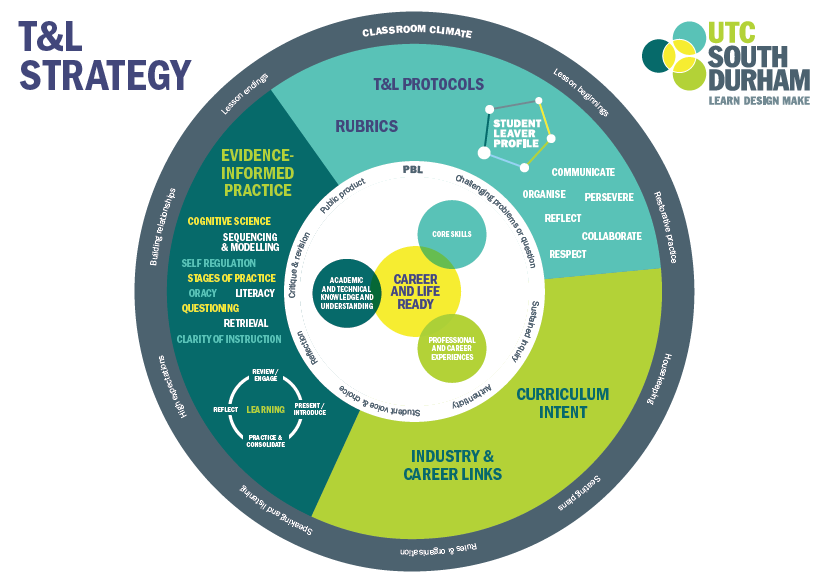 T&L
STRATEGY
UTC
SOUTH
DURHAM
LEARN DESIGN MAKE
CLASSROOM CLIMATE
Lesson beginnings
Restorative practice
Housekeeping
Seating plans
Rules & organisation
Speaking and listening
High expectations
Building relationships
Lesson endings
T&L PROTOCOLS
RUBRICS
STUDENT
LEAVER
PROFILE
COMMUNICATE
ORGANISE
PERSEVERE
REFLECT
COLLABORATE
RESPECT
EVIDENCE-
INFORMED
PRACTICE
COGNITIVE SCIENCE
SEQUENCING
& MODELLING
SELF REGULATION
STAGES OF PRACTICE
ORACY LITERACY
QUESTIONING
RETRIEVAL
CLARITY OF INSTRUCTION
REVIEW /
ENGAGE
REFLECT
LEARNING
PRESENT /
INTRODUCE
PRACTICE &
CONSOLIDATE
CURRICULUM
INTENT
INDUSTRY &
CAREER LINKS
PBL
Challenging problems or question
Sustained inquiry
Authenticity
Student voice & choice
Reflection
Critique & revision
Public product
CORE SKILLS
ACADEMIC
AND TECHNICAL
KNOWLEDGE AND
UNDERSTANDING
CAREER
AND LIFE
READY
PROFESSIONAL
AND CAREER
EXPERIENCES